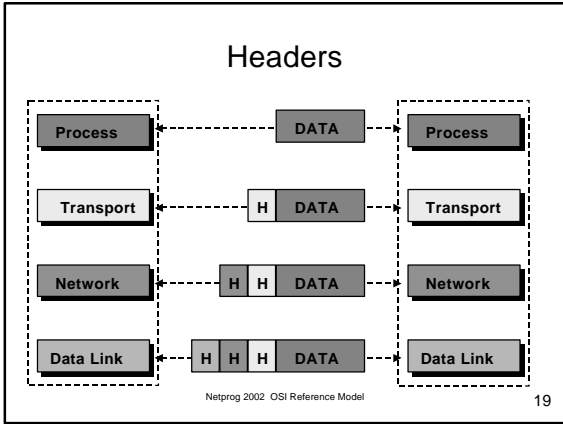 Headers
Process DATA Process
Transport H DATA Transport
Network H H DATA Network
Data Link H H H DATA Data Link
Netprog 2002 OSI Reference Model
19